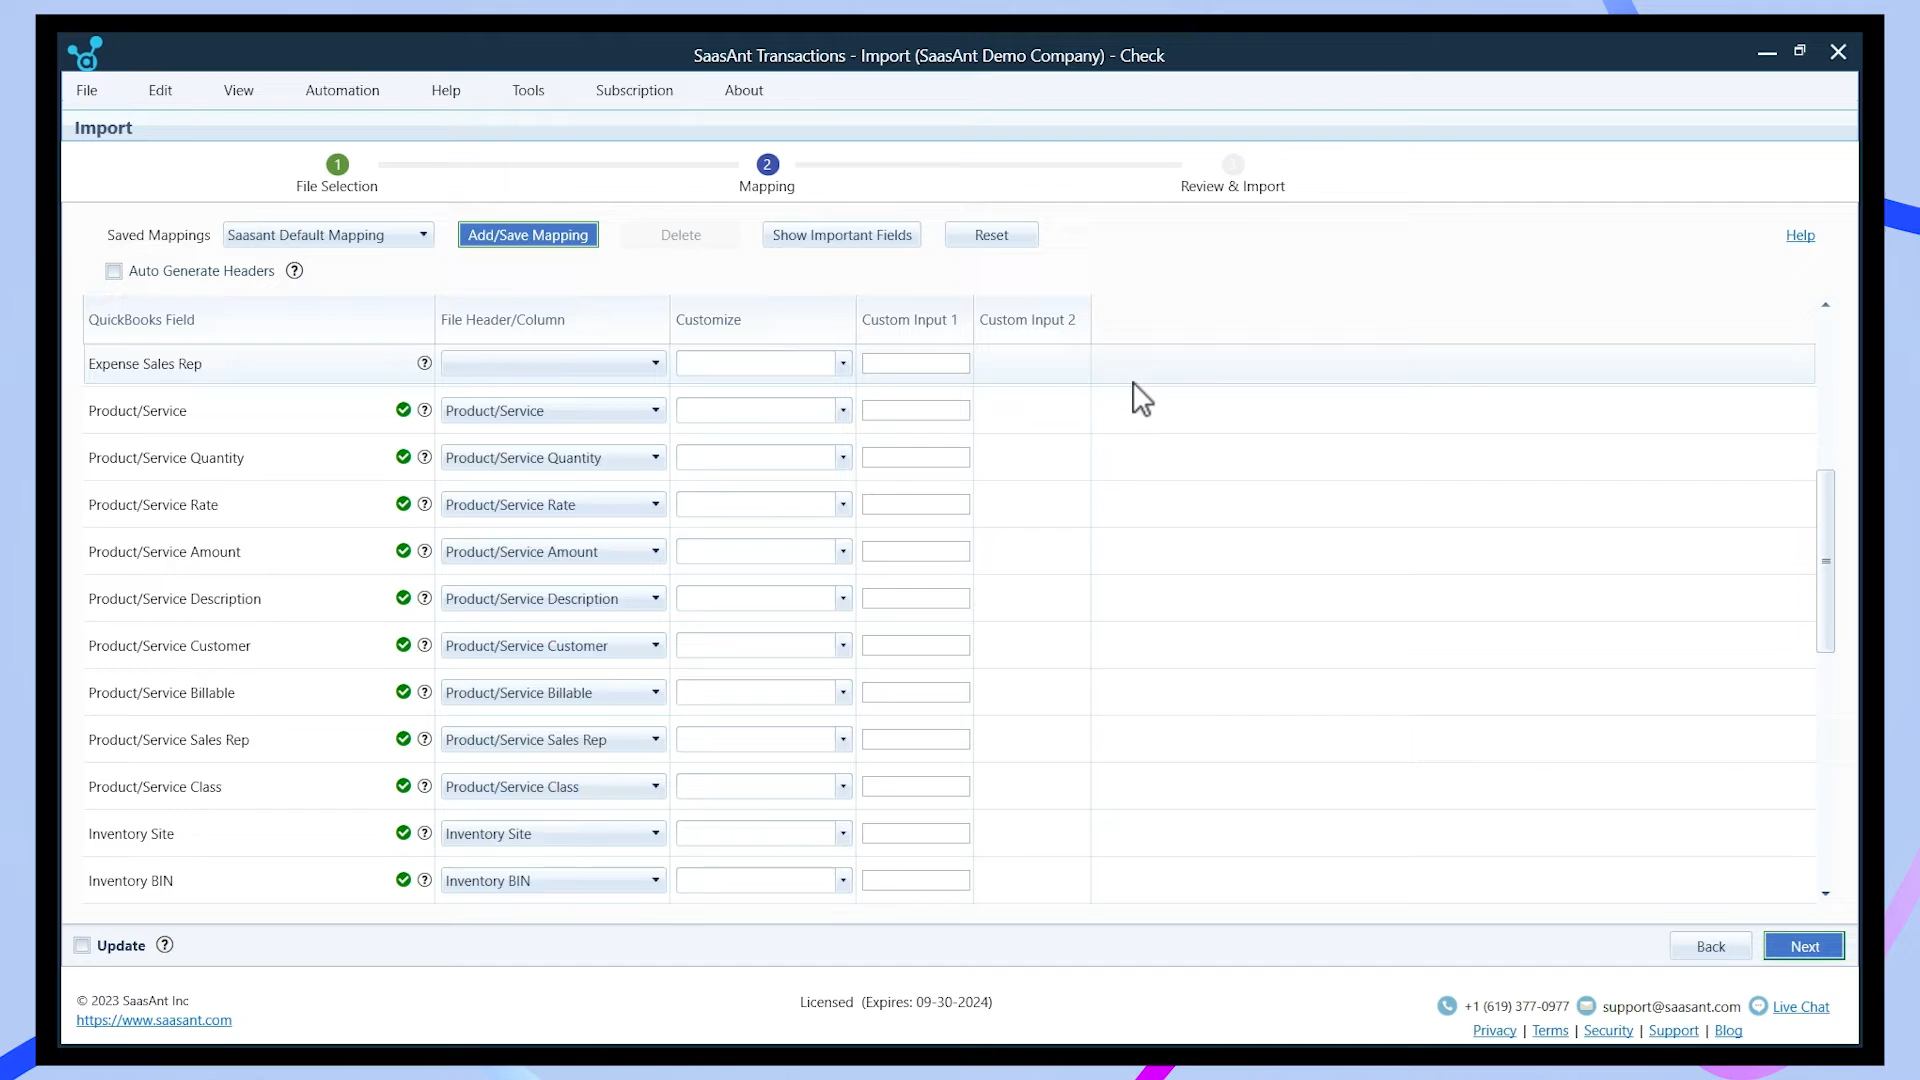 SaasAnt Transactions - Import (SaasAnt Demo Company) - Check
File Edit View Automation Help Tools Subscription About
Import
1 2
File Selection Mapping Review & Import
Saved Mappings Saasant Default Mapping Add/Save Mapping Delete Show Important Fields Reset Help
Auto Generate Headers ?
QuickBooks Field File Header/Column Customize Custom Input 1 Custom Input 2
Expense Sales Rep ?
Product/Service ? Product/Service
Product/Service Quantity ? Product/Service Quantity
Product/Service Rate ? Product/Service Rate
Product/Service Amount ? Product/Service Amount
Product/Service Description ? Product/Service Description
Product/Service Customer ? Product/Service Customer
Product/Service Billable ? Product/Service Billable
Product/Service Sales Rep ? Product/Service Sales Rep
Product/Service Class ? Product/Service Class
Inventory Site ? Inventory Site
Inventory BIN ? Inventory BIN
Update ? Back Next
© 2023 SaasAnt Inc Licensed (Expires: 09-30-2024)
+1 (619) 377-0977 support@saasant.com Live Chat
https://www.saasant.com
Privacy | Terms | Security | Support | Blog